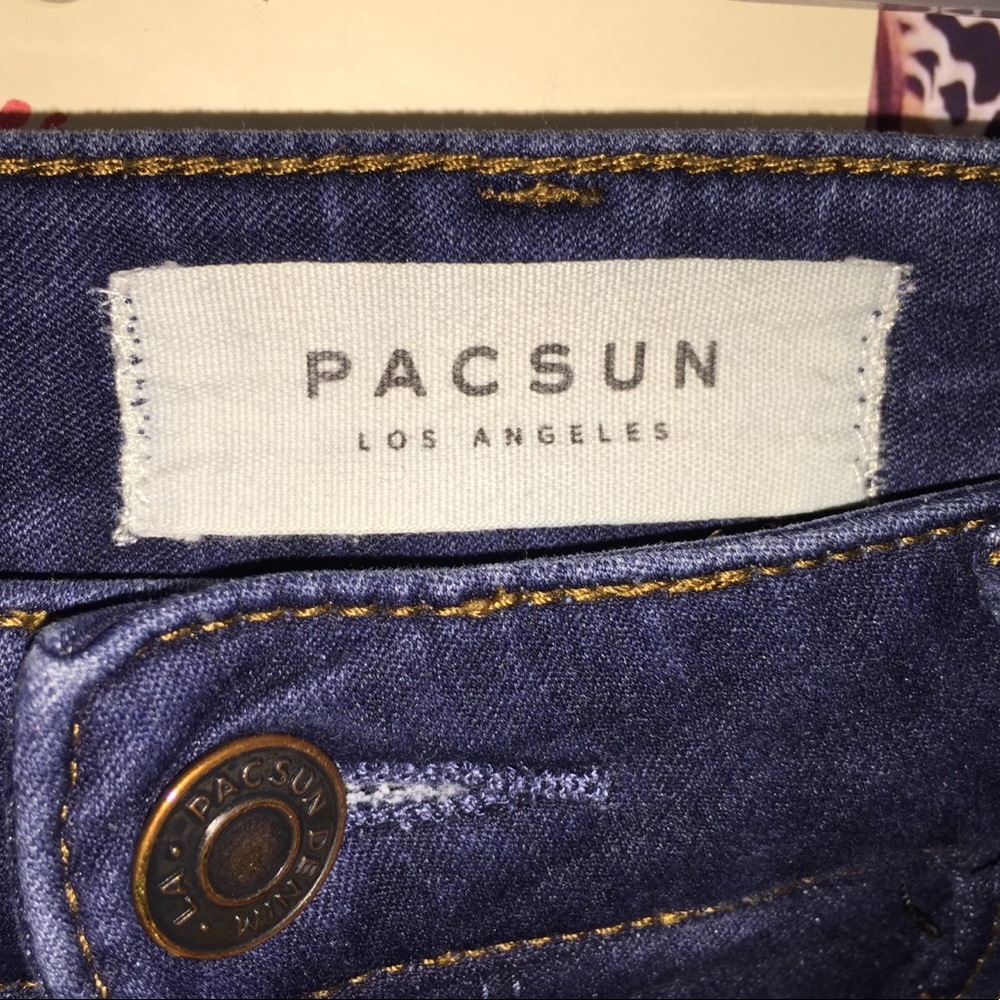 PACSUN
LOS ANGELES
PACSUN DENIM · LA ·